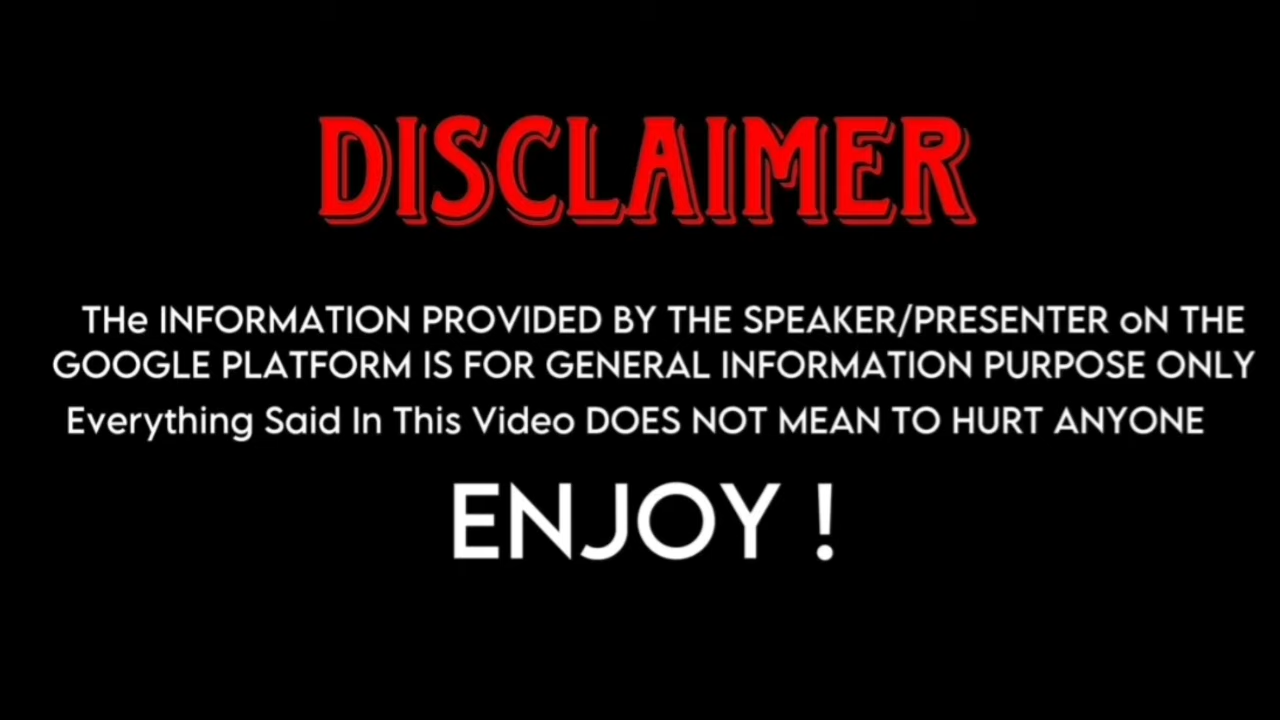 DISCLAIMER
THe INFORMATION PROVIDED BY THE SPEAKER/PRESENTER oN THE
GOOGLE PLATFORM IS FOR GENERAL INFORMATION PURPOSE ONLY
Everything Said In This Video DOES NOT MEAN TO HURT ANYONE
ENJOY !